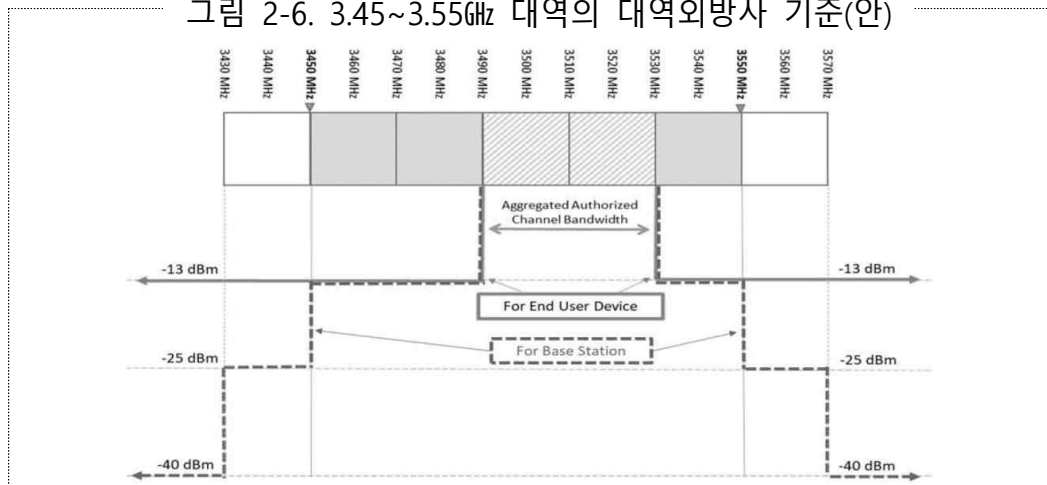 그림 2-6. 3.45~3.55㎓ 대역의 대역외방사 기준(안)
3430 MHz
3440 MHz
3450 MHz
3460 MHz
3470 MHz
3480 MHz
3490 MHz
3500 MHz
3510 MHz
3520 MHz
3530 MHz
3540 MHz
3550 MHz
3560 MHz
3570 MHz
Aggregated Authorized
Channel Bandwidth
-13 dBm
-13 dBm
For End User Device
For Base Station
-25 dBm
-25 dBm
-40 dBm
-40 dBm